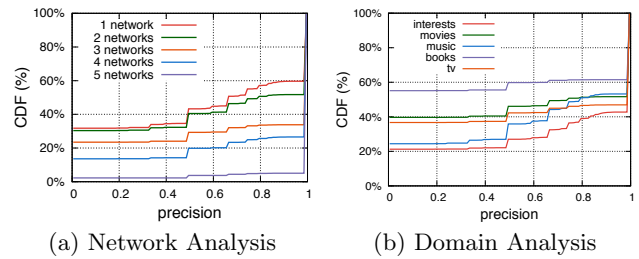 100%
80%
60%
40%
20%
0%
CDF (%)
1 network
2 networks
3 networks
4 networks
5 networks
0 0.2 0.4 0.6 0.8 1
precision
(a) Network Analysis
100%
80%
60%
40%
20%
0%
CDF (%)
interests
movies
music
books
tv
0 0.2 0.4 0.6 0.8 1
precision
(b) Domain Analysis